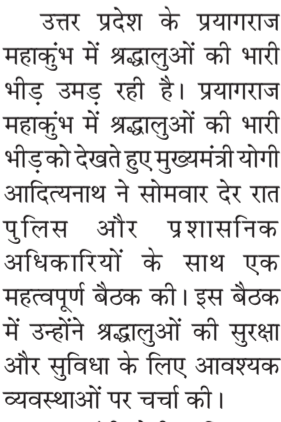 उत्तर प्रदेश के प्रयागराज
महाकुंभ में श्रद्धालुओं की भारी
भीड़ उमड़ रही है। प्रयागराज
महाकुंभ में श्रद्धालुओं की भारी
भीड़ को देखते हुए मुख्यमंत्री योगी
आदित्यनाथ ने सोमवार देर रात
पुलिस और प्रशासनिक
अधिकारियों के साथ एक
महत्वपूर्ण बैठक की। इस बैठक
में उन्होंने श्रद्धालुओं की सुरक्षा
और सुविधा के लिए आवश्यक
व्यवस्थाओं पर चर्चा की।